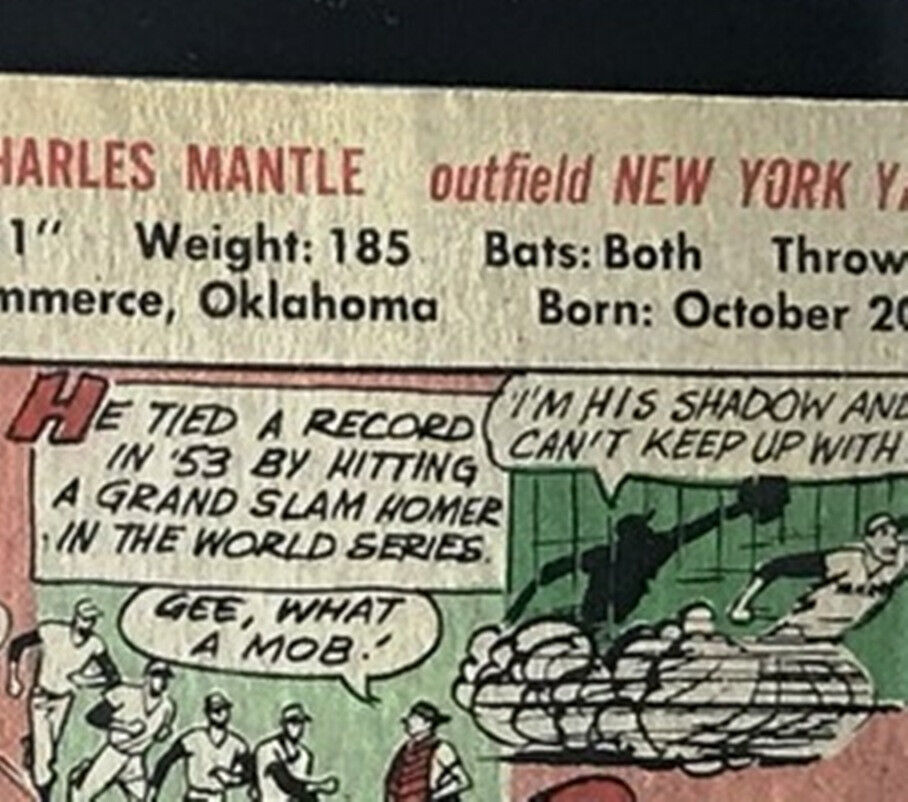 HARLES MANTLE outfield NEW YORK YA
1" Weight: 185 Bats: Both Throw
mmerce, Oklahoma Born: October 20
HE TIED A RECORD
IN '53 BY HITTING
A GRAND SLAM HOMER
IN THE WORLD SERIES.
I'M HIS SHADOW AND
CAN'T KEEP UP WITH
GEE, WHAT
A MOB!